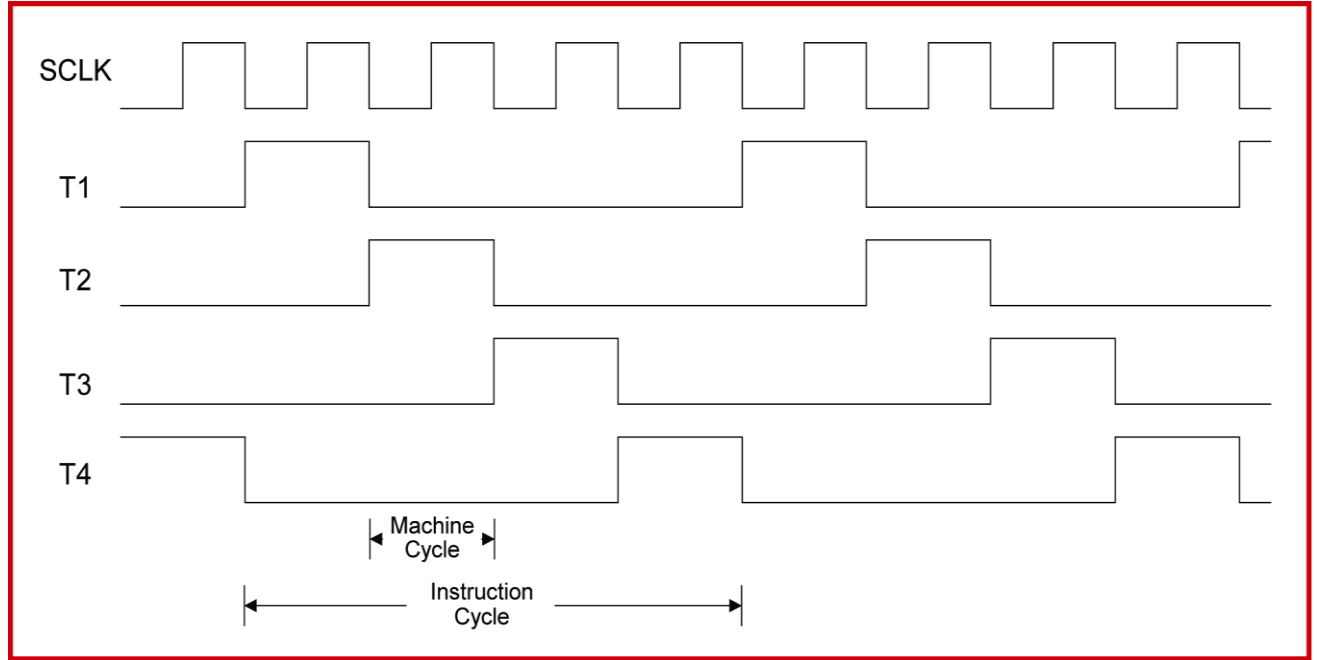 SCLK
T1
T2
T3
T4
Machine
Cycle
Instruction
Cycle